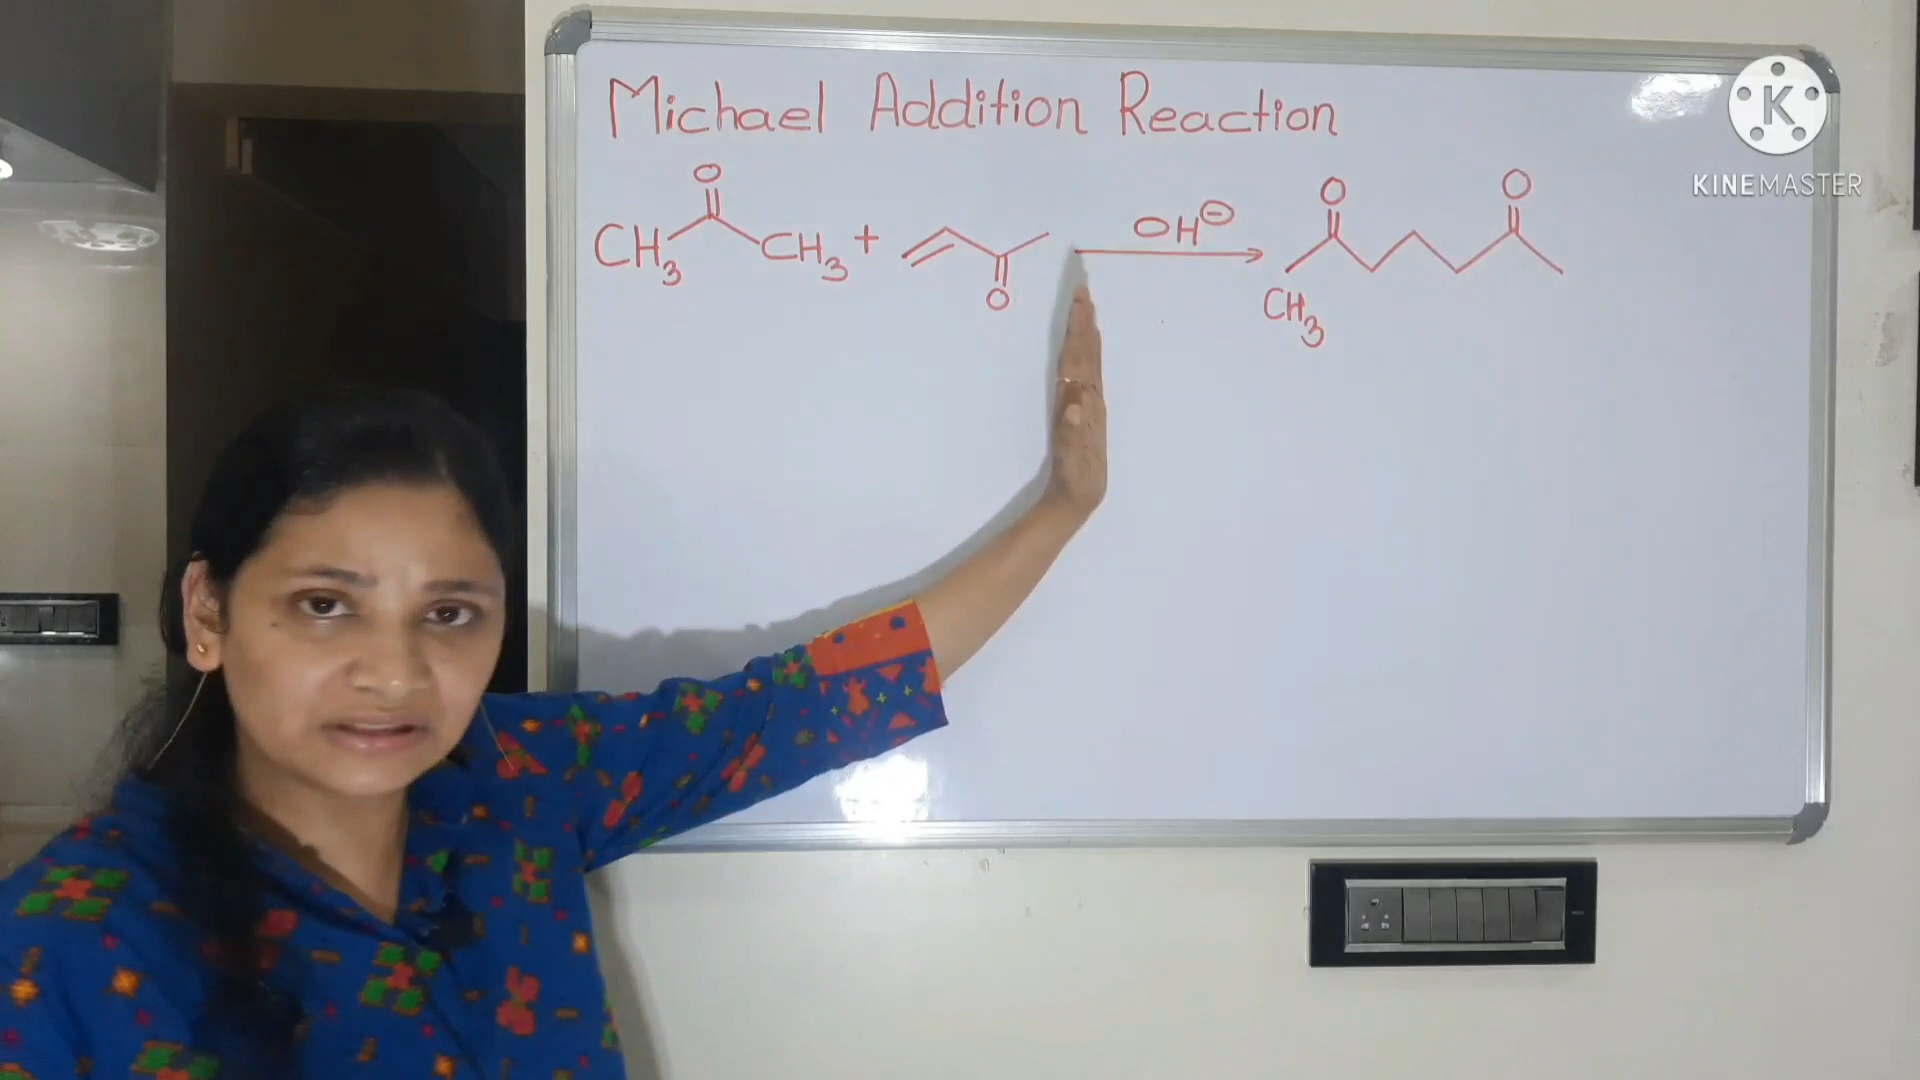 Michael Addition Reaction
O
CH3 CH3 + O
OH⊖
O O
CH3
K
KINEMASTER